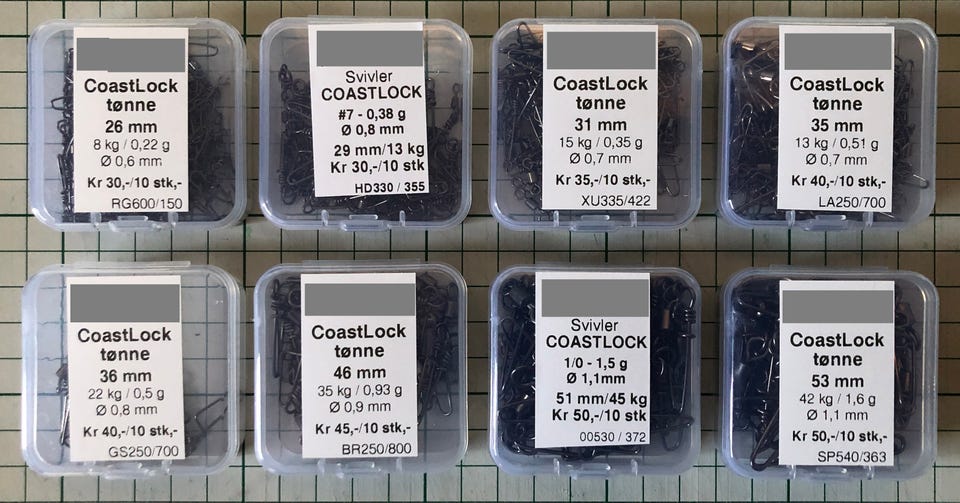 CoastLock
tønne
26 mm
8 kg / 0,22 g
Ø 0,6 mm
Kr 30,-/10 stk,-
RG600/150
Svivler
COASTLOCK
#7 - 0,38 g
Ø 0,8 mm
29 mm/13 kg
Kr 30,-/10 stk
HD330 / 355
CoastLock
tønne
31 mm
15 kg / 0,35 g
Ø 0,7 mm
Kr 35,-/10 stk,-
XU335/422
CoastLock
tønne
35 mm
13 kg / 0,51 g
Ø 0,7 mm
Kr 40,-/10 stk,-
LA250/700
CoastLock
tønne
36 mm
22 kg / 0,5 g
Ø 0,8 mm
Kr 40,-/10 stk,-
GS250/700
CoastLock
tønne
46 mm
35 kg / 0,93 g
Ø 0,9 mm
Kr 45,-/10 stk,-
BR250/800
Svivler
COASTLOCK
1/0 - 1,5 g
Ø 1,1mm
51 mm/45 kg
Kr 50,-/10 stk
00530 / 372
CoastLock
tønne
53 mm
42 kg / 1,6 g
Ø 1,1 mm
Kr 50,-/10 stk,-
SP540/363